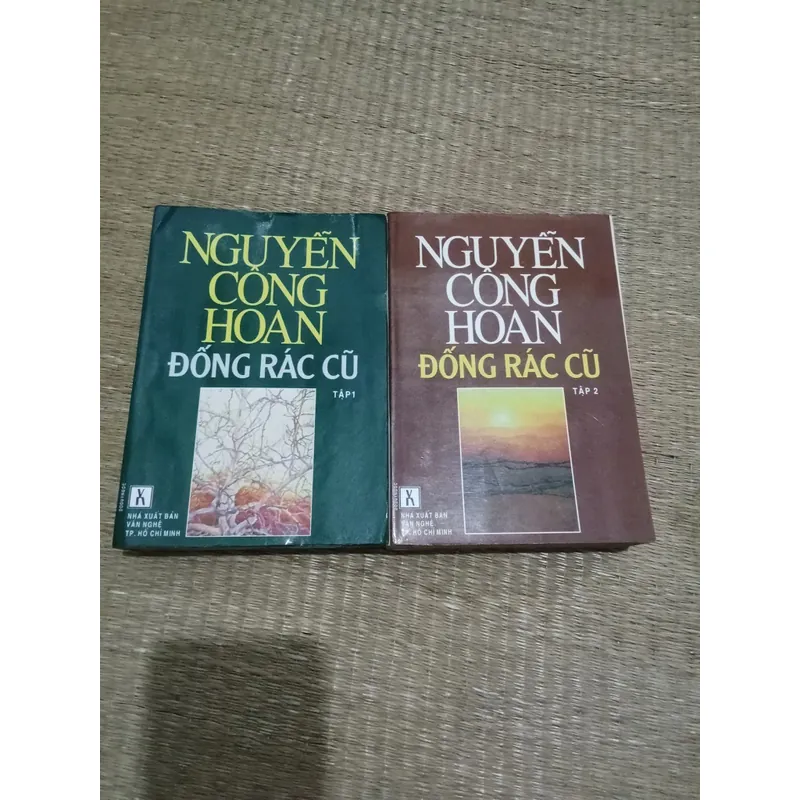 NGUYỄN
CÔNG
HOAN
ĐỐNG RÁC CŨ
TẬP 1
NHÀ XUẤT BẢN
VĂN NGHỆ
TP. HỒ CHÍ MINH
NGUYỄN
CÔNG
HOAN
ĐỐNG RÁC CŨ
TẬP 2
NHÀ XUẤT BẢN
VĂN NGHỆ
TP. HỒ CHÍ MINH